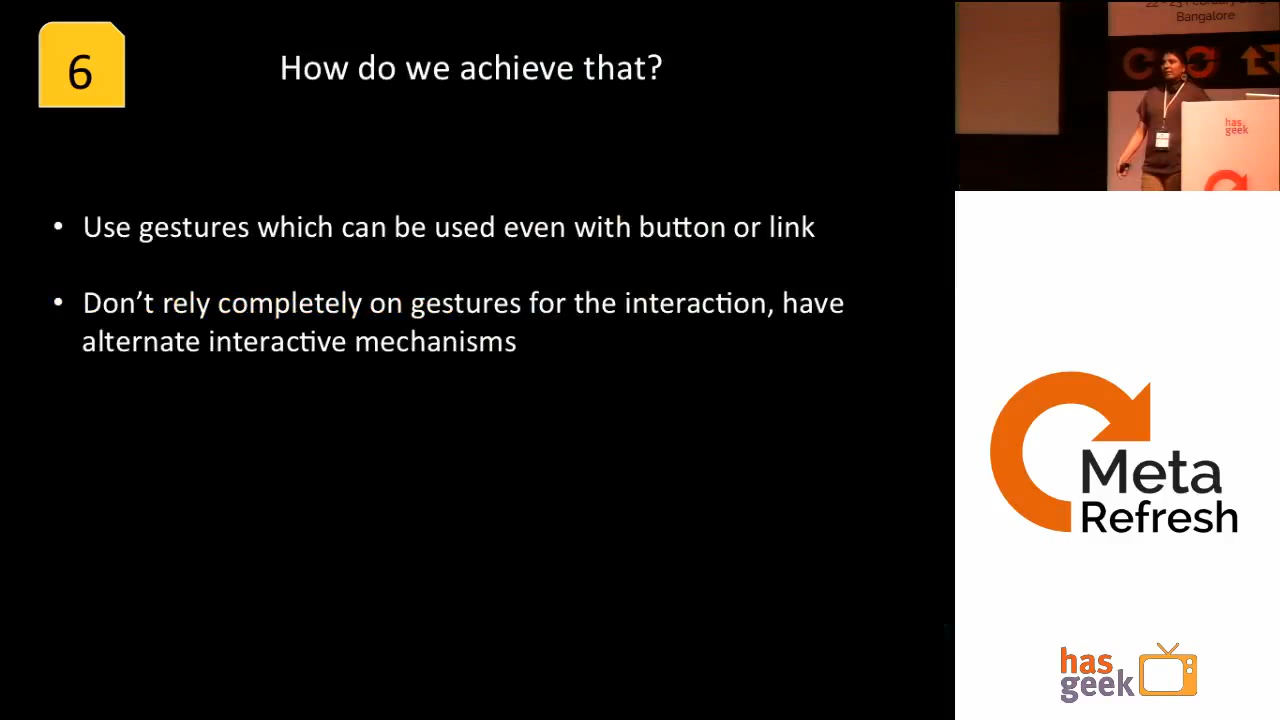 6
How do we achieve that?
• Use gestures which can be used even with button or link
• Don’t rely completely on gestures for the interaction, have
alternate interactive mechanisms
Bangalore
has
geek
Meta
Refresh
has
geek